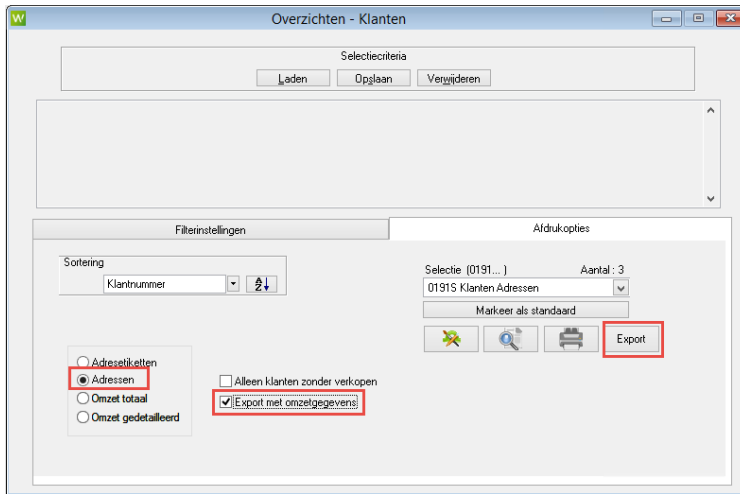 W Overzichten - Klanten
Selectiecriteria
Laden Opslaan Verwijderen
Filterinstellingen Afdrukopties
Sortering
Klantnummer
A
Z
Selectie (0191... ) Aantal : 3
0191S Klanten Adressen
Markeer als standaard
Export
Adresetiketten
Adressen
Omzet totaal
Omzet gedetailleerd
Alleen klanten zonder verkopen
Export met omzetgegevens